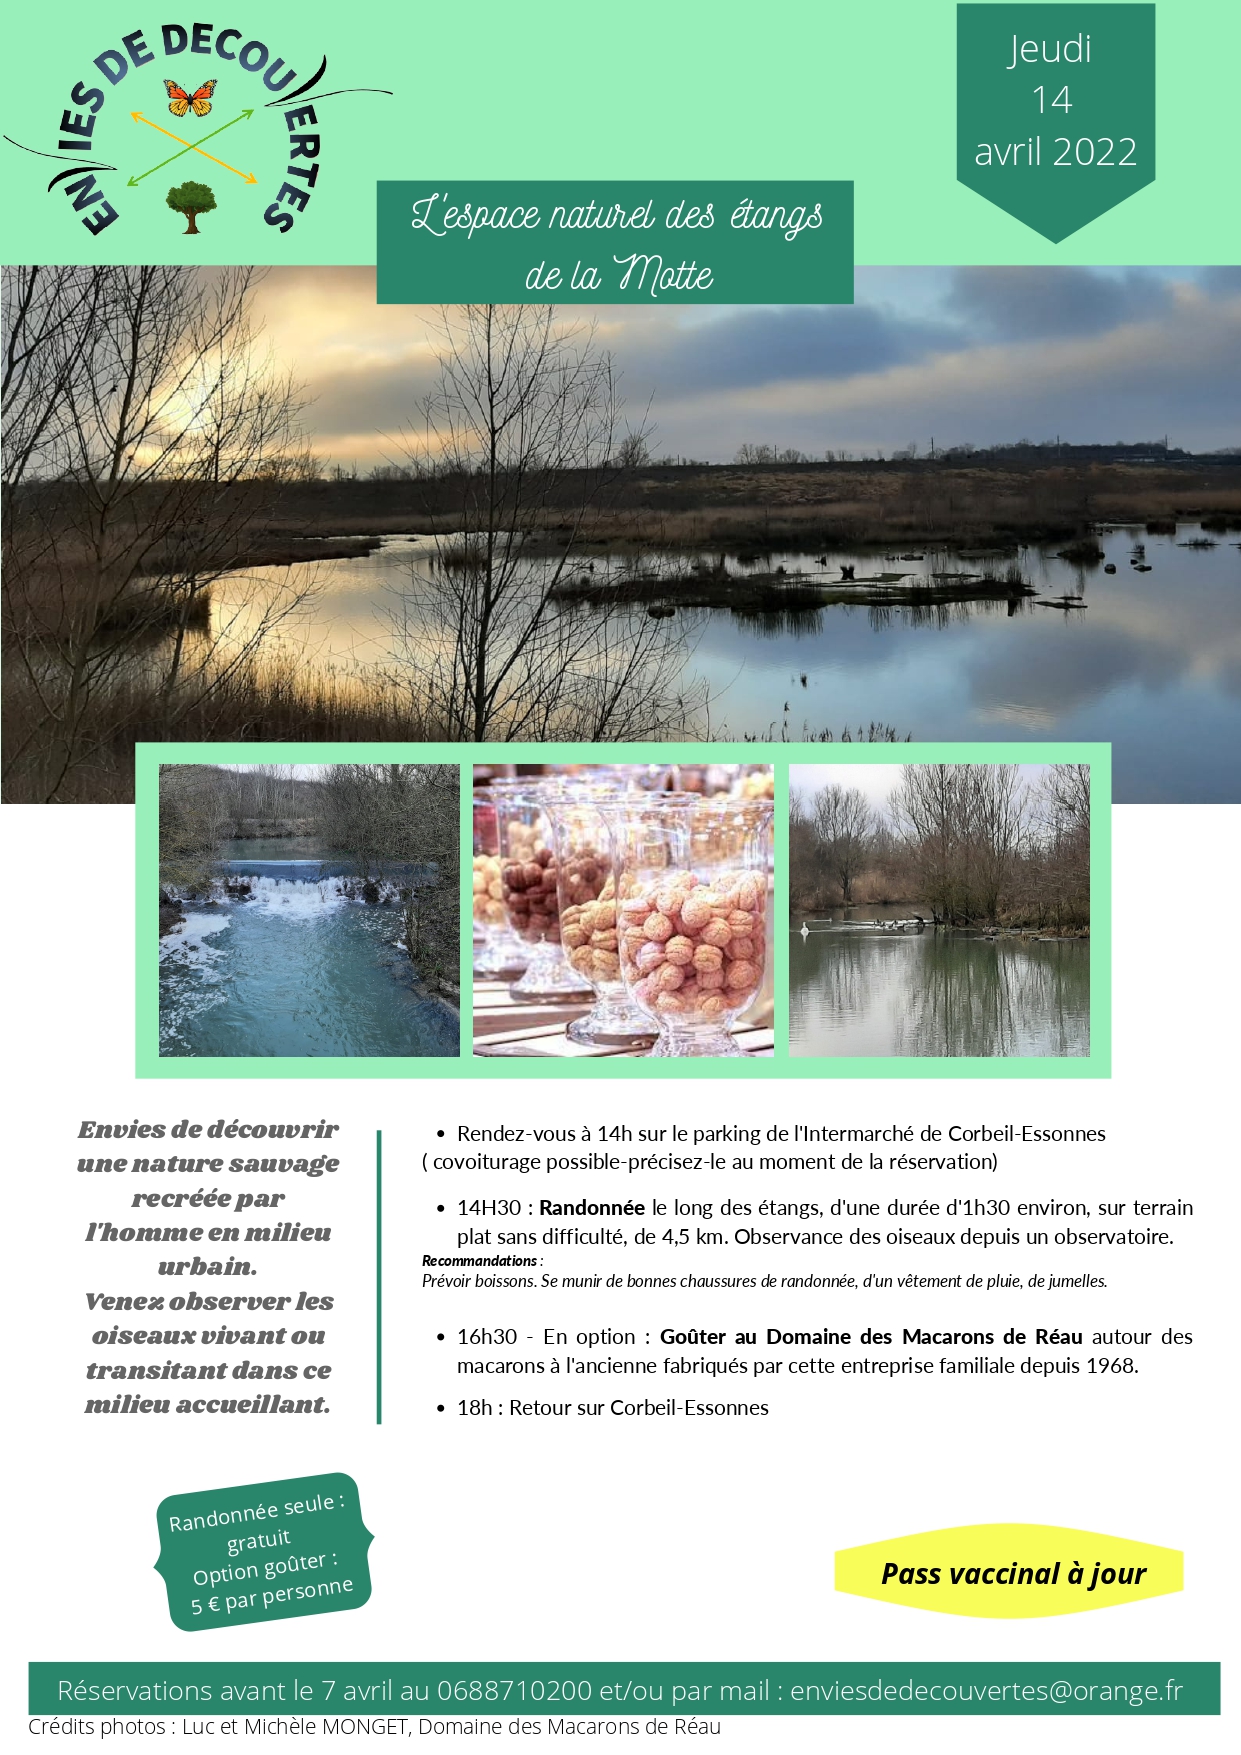 ENVIES DE DECOUVERTES
Jeudi
14
avril 2022
L'espace naturel des étangs
de la Motte
Envies de découvrir
une nature sauvage
recréée par
l'homme en milieu
urbain.
Venez observer les
oiseaux vivant ou
transitant dans ce
milieu accueillant.
• Rendez-vous à 14h sur le parking de l'Intermarché de Corbeil-Essonnes
( covoiturage possible-précisez-le au moment de la réservation)
• 14H30 : Randonnée le long des étangs, d'une durée d'1h30 environ, sur terrain
plat sans difficulté, de 4,5 km. Observance des oiseaux depuis un observatoire.
Recommandations :
Prévoir boissons. Se munir de bonnes chaussures de randonnée, d'un vêtement de pluie, de jumelles.
• 16h30 - En option : Goûter au Domaine des Macarons de Réau autour des
macarons à l'ancienne fabriqués par cette entreprise familiale depuis 1968.
• 18h : Retour sur Corbeil-Essonnes
Randonnée seule :
gratuit
Option goûter :
5 € par personne
Pass vaccinal à jour
Réservations avant le 7 avril au 0688710200 et/ou par mail : enviesdedecouvertes@orange.fr
Crédits photos : Luc et Michèle MONGET, Domaine des Macarons de Réau